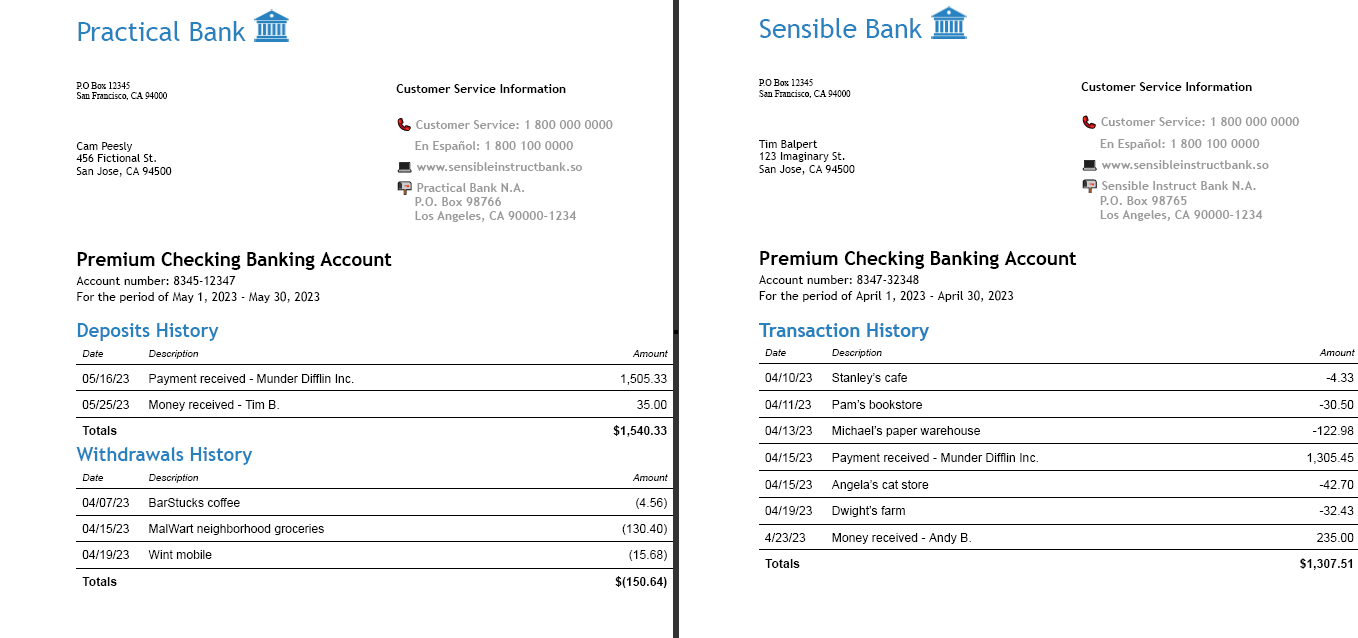 Practical Bank
P.O Box 12345
San Francisco, CA 94000
Customer Service Information
Customer Service: 1 800 000 0000
En Español: 1 800 100 0000
www.sensibleinstructbank.so
Practical Bank N.A.
P.O. Box 98766
Los Angeles, CA 90000-1234
Cam Peesly
456 Fictional St.
San Jose, CA 94500
Premium Checking Banking Account
Account number: 8345-12347
For the period of May 1, 2023 - May 30, 2023
Deposits History
Date Description Amount
05/16/23 Payment received - Munder Difflin Inc. 1,505.33
05/25/23 Money received - Tim B. 35.00
Totals $1,540.33
Withdrawals History
Date Description Amount
04/07/23 BarStucks coffee (4.56)
04/15/23 MalWart neighborhood groceries (130.40)
04/19/23 Wint mobile (15.68)
Totals $(150.64)
Sensible Bank
P.O Box 12345
San Francisco, CA 94000
Customer Service Information
Customer Service: 1 800 000 0000
En Español: 1 800 100 0000
www.sensibleinstructbank.so
Sensible Instruct Bank N.A.
P.O. Box 98765
Los Angeles, CA 90000-1234
Tim Balpert
123 Imaginary St.
San Jose, CA 94500
Premium Checking Banking Account
Account number: 8347-32348
For the period of April 1, 2023 - April 30, 2023
Transaction History
Date Description Amount
04/10/23 Stanley's cafe -4.33
04/11/23 Pam's bookstore -30.50
04/13/23 Michael's paper warehouse -122.98
04/15/23 Payment received - Munder Difflin Inc. 1,305.45
04/15/23 Angela's cat store -42.70
04/19/23 Dwight's farm -32.43
4/23/23 Money received - Andy B. 235.00
Totals $1,307.51